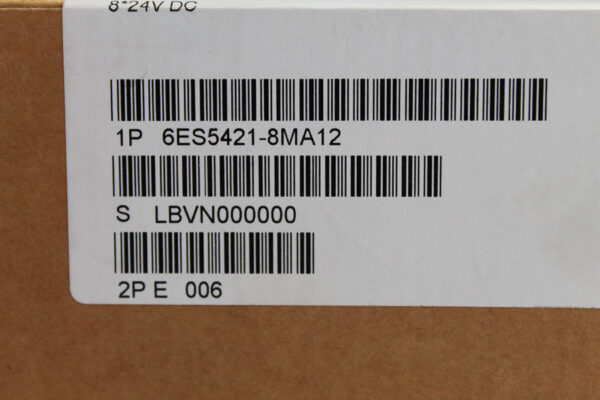 8*24V DC
1P 6ES5421-8MA12
S LBVN000000
2P E 006